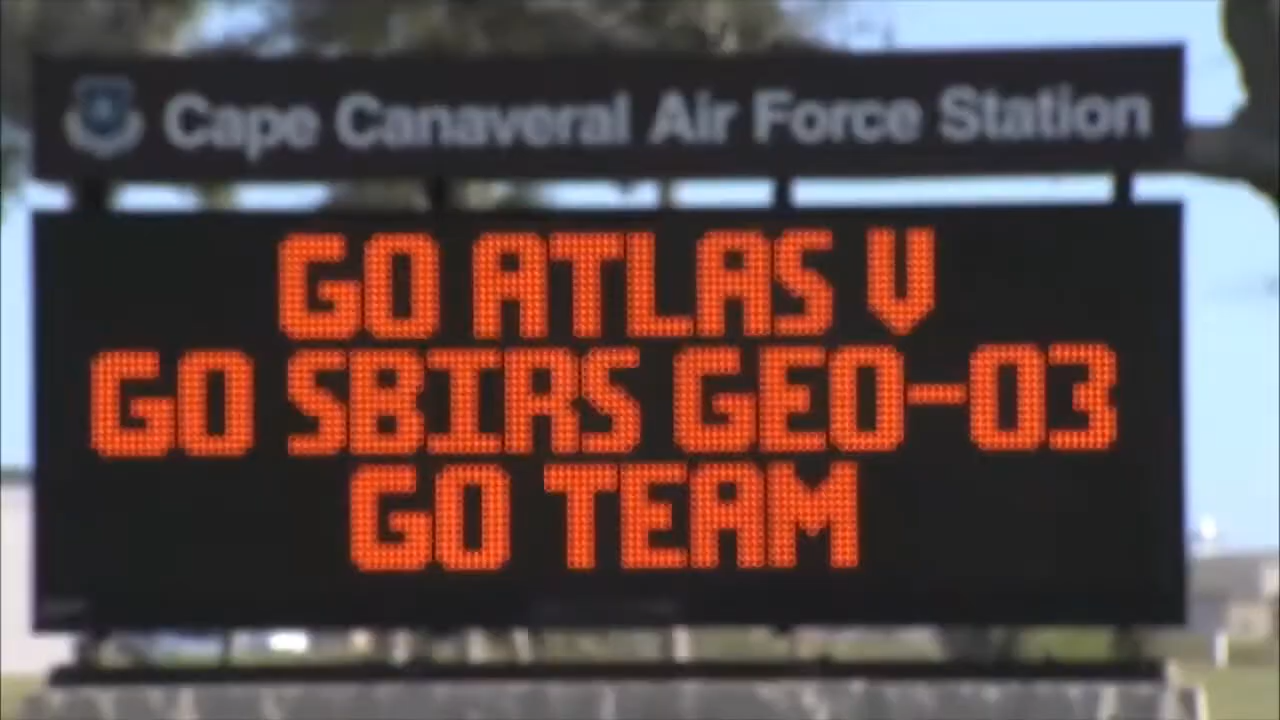 Cape Canaveral Air Force Station
GO ATLAS V
GO SBIRS GEO-03
GO TEAM